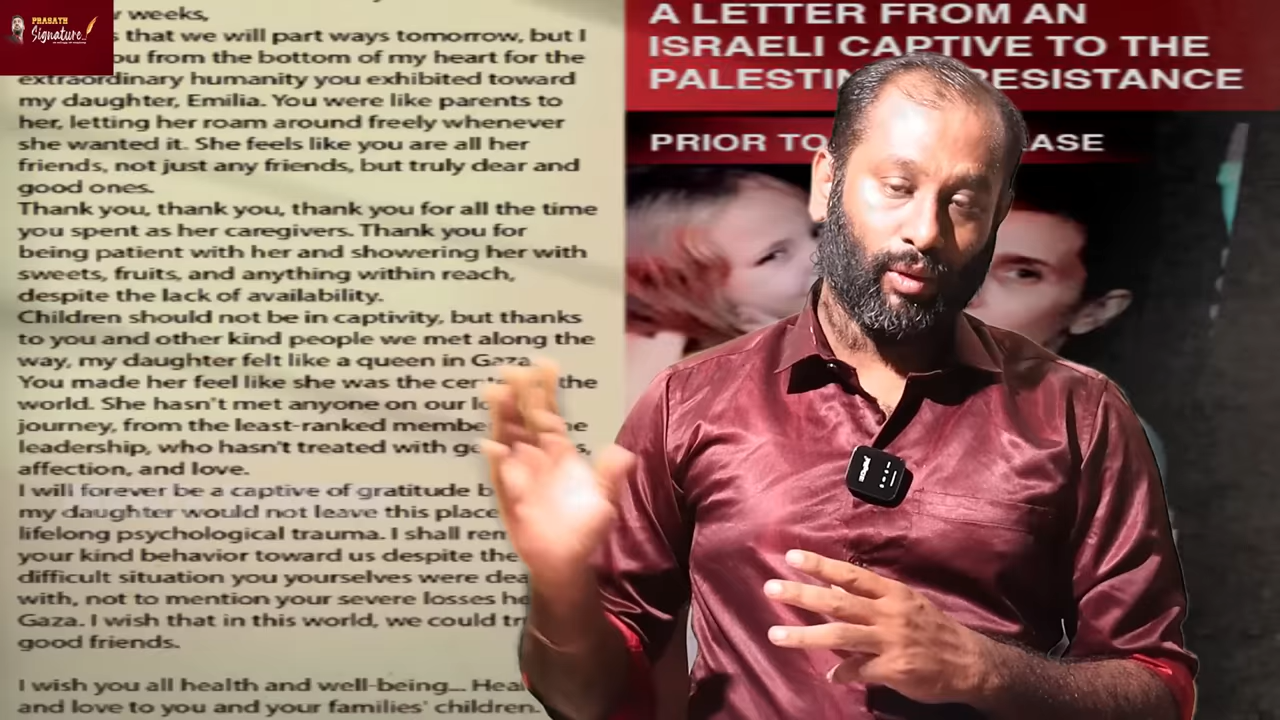 PRASATH
Signature
weeks,
that we will part ways tomorrow, but I
you from the bottom of my heart for the
extraordinary humanity you exhibited toward
my daughter, Emilia. You were like parents to
her, letting her roam around freely whenever
she wanted it. She feels like you are all her
friends, not just any friends, but truly dear and
good ones.
Thank you, thank you, thank you for all the time
you spent as her caregivers. Thank you for
being patient with her and showering her with
sweets, fruits, and anything within reach,
despite the lack of availability.
Children should not be in captivity, but thanks
to you and other kind people we met along the
way, my daughter felt like a queen in Gaza
You made her feel like she was the the
world. She hasn't met anyone on our
journey, from the least-ranked
leadership, who hasn't treated with
affection, and love.
I will forever be a captive of gratitude
my daughter would not leave this place
lifelong psychological trauma. I shall
your kind behavior toward us despite the
difficult situation you yourselves were
with, not to mention your severe losses
Gaza. I wish that in this world, we could
good friends.
I wish you all health and well-being...
and love to you and your families' children.
A LETTER FROM AN
ISRAELI CAPTIVE TO THE
PALESTIN RESISTANCE
PRIOR TO EASE